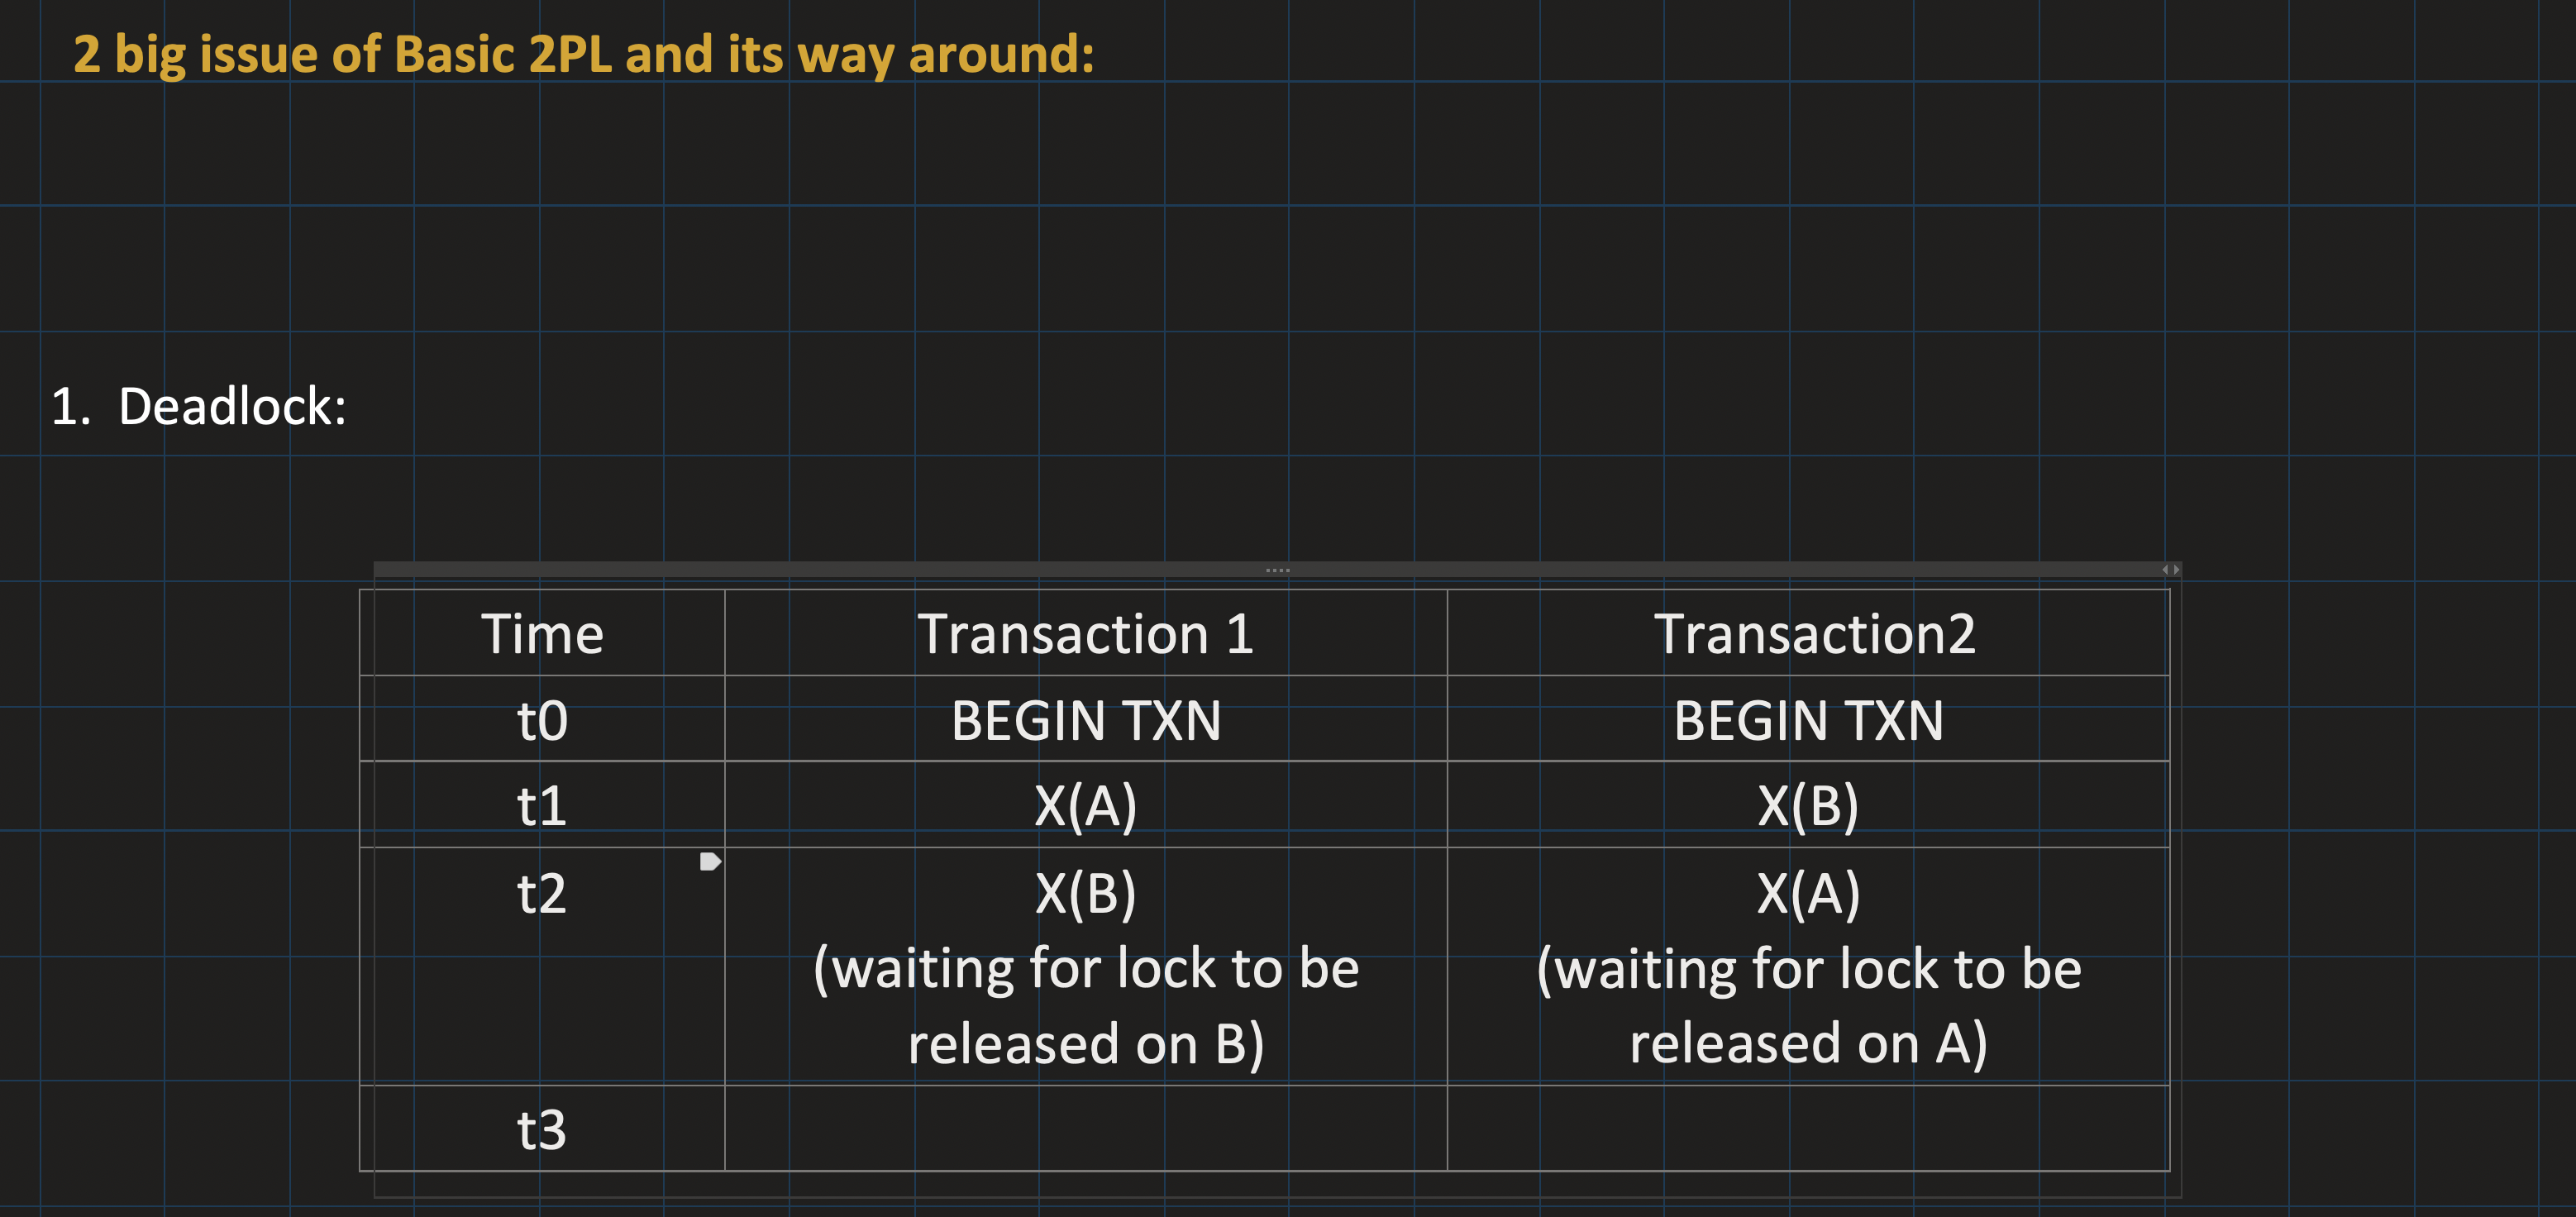 2 big issue of Basic 2PL and its way around:
1. Deadlock:
Time Transaction 1 Transaction2
t0 BEGIN TXN BEGIN TXN
t1 X(A) X(B)
t2 X(B) X(A)
(waiting for lock to be (waiting for lock to be
released on B) released on A)
t3